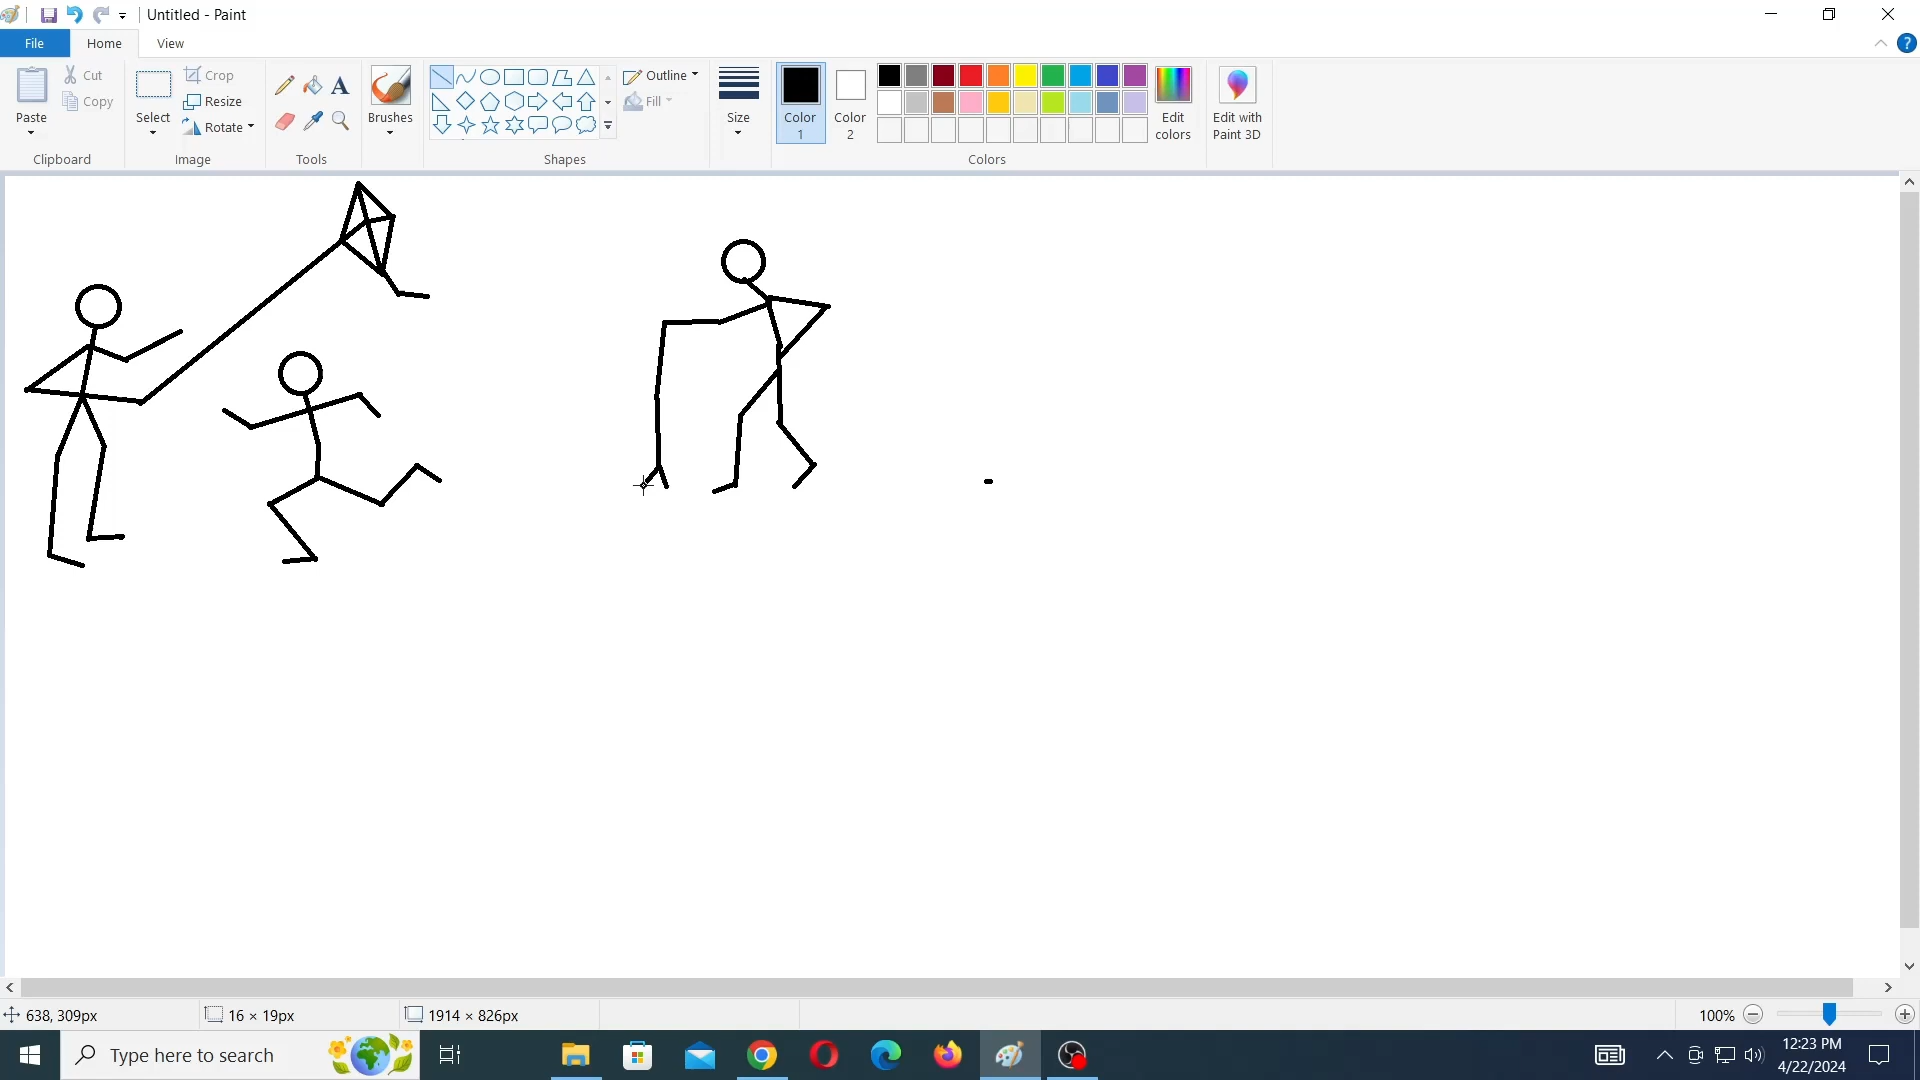 Untitled - Paint
File
Home
View
Paste
Cut
Copy
Clipboard
Select
Crop
Resize
Rotate
Image
Tools
Brushes
Shapes
Outline
Fill
Size
Color
1
Color
2
Colors
Edit
colors
Edit with
Paint 3D
?
638, 309px
16 × 19px
1914 × 826px
100%
Type here to search
12:23 PM
4/22/2024